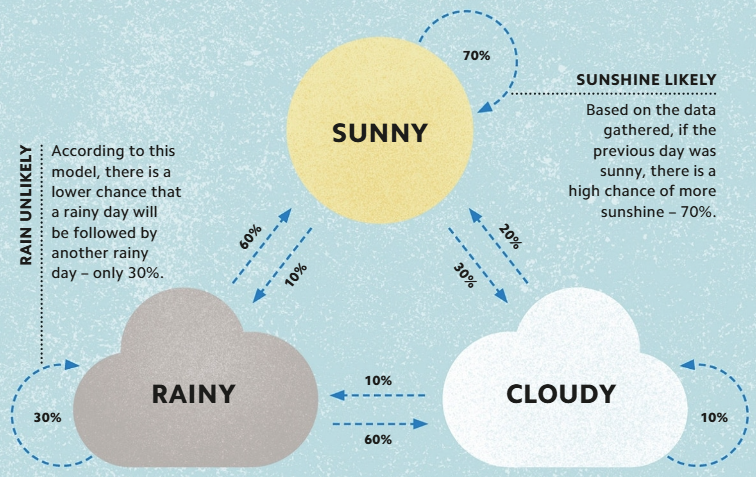 70%
SUNNY
SUNSHINE LIKELY
Based on the data
gathered, if the
previous day was
sunny, there is a
high chance of more
sunshine – 70%.
RAIN UNLIKELY
According to this
model, there is a
lower chance that
a rainy day will
be followed by
another rainy
day – only 30%.
60%
10%
20%
30%
RAINY
30%
10%
60%
CLOUDY
10%